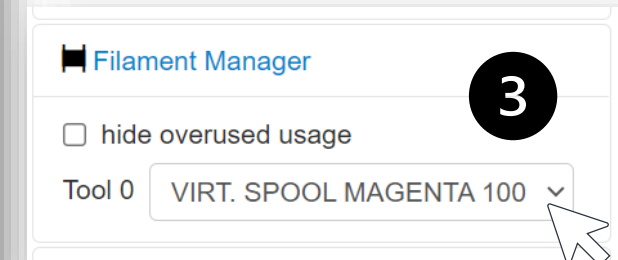 Filament Manager
3
hide overused usage
Tool 0 VIRT. SPOOL MAGENTA 100